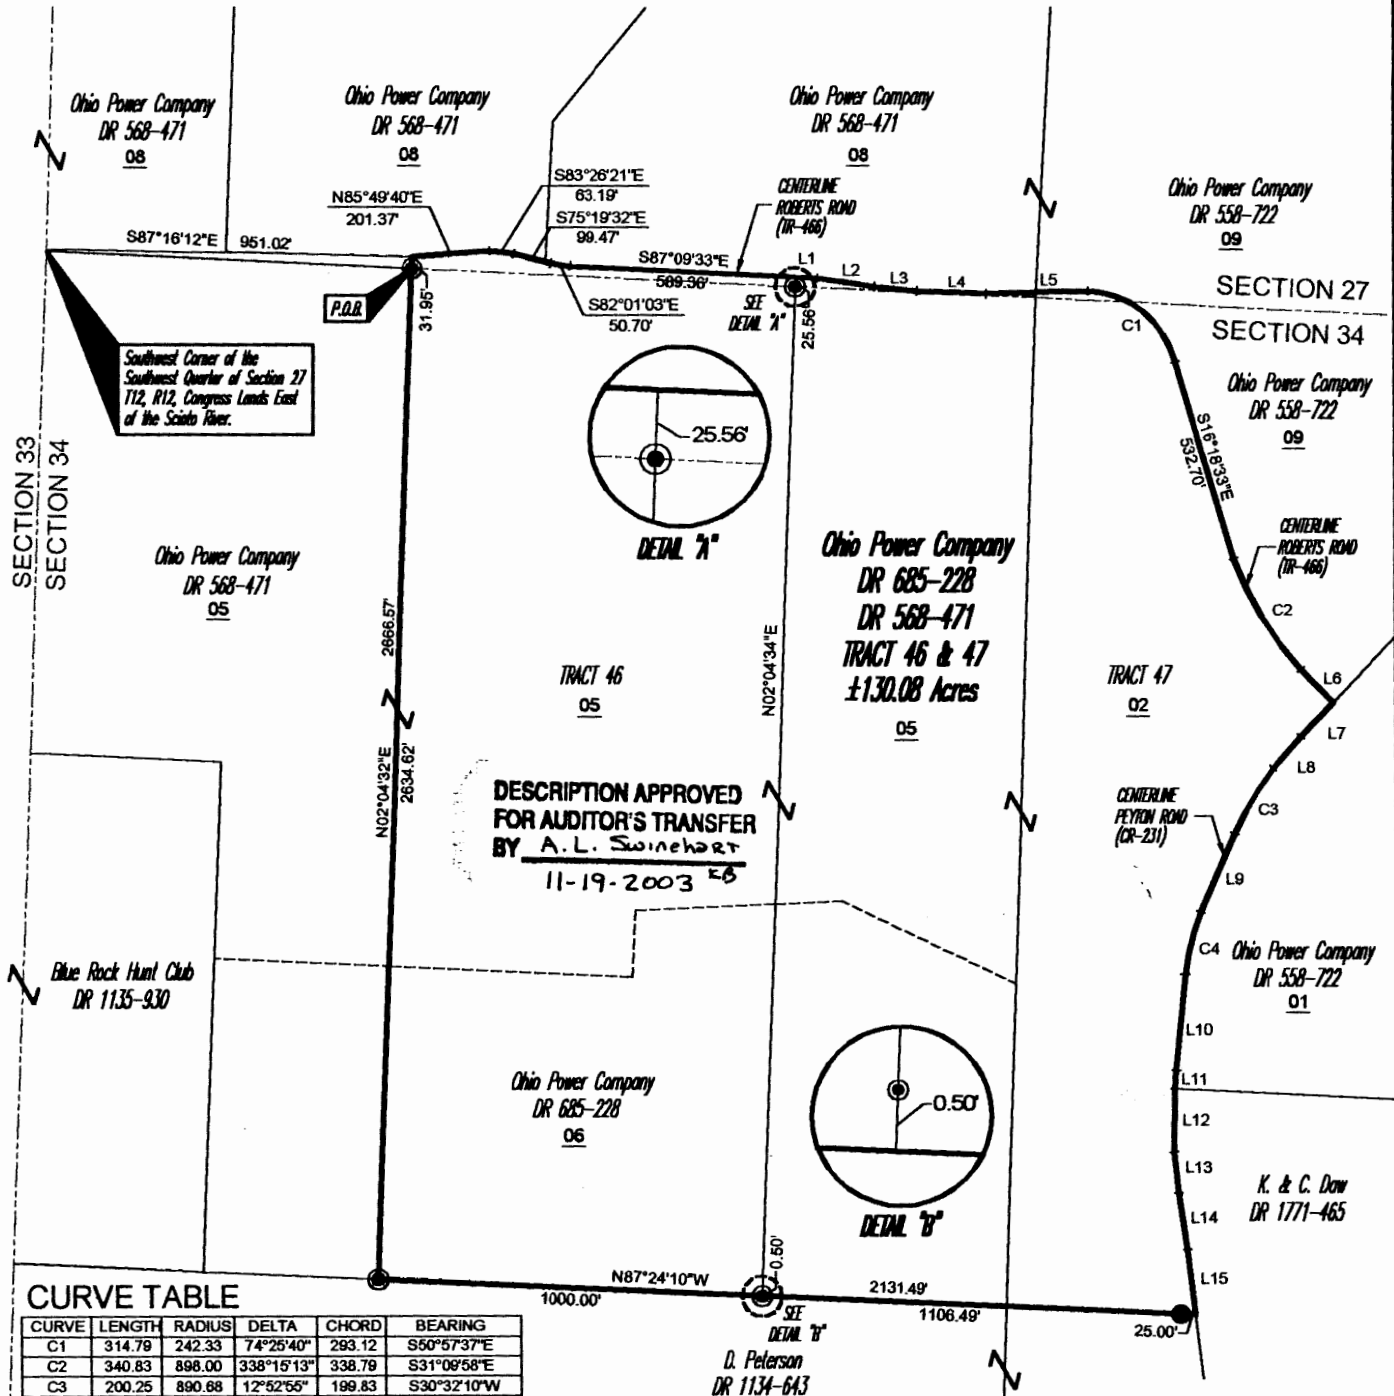 Ohio Power Company
DR 568-471
08
Ohio Power Company
DR 568-471
08
Ohio Power Company
DR 568-471
08
Ohio Power Company
DR 558-722
09
N85°49'40"E
201.37'
S83°26'21"E
63.19'
S75°19'32"E
99.47'
CENTERLINE
ROBERTS ROAD
(TR-466)
S87°16'12"E 951.02'
S87°09'33"E
589.36'
L1
L2
L3
L4
L5
SECTION 27
SECTION 34
P.O.B.
31.95'
S82°01'03"E
50.70'
SEE
DETAIL "A"
25.56'
C1
Southwest Corner of the
Southwest Quarter of Section 27
T12, R12, Congress Lands East
of the Scioto River.
Ohio Power Company
DR 558-722
09
S16°18'33"E
532.70'
25.56'
DETAIL "A"
SECTION 33
SECTION 34
Ohio Power Company
DR 568-471
05
Ohio Power Company
DR 685-228
DR 568-471
TRACT 46 & 47
±130.08 Acres
05
CENTERLINE
ROBERTS ROAD
(TR-466)
C2
2666.57'
N02°04'34"E
TRACT 46
05
TRACT 47
02
L6
L7
L8
N02°04'32"E
2634.62'
DESCRIPTION APPROVED
FOR AUDITOR'S TRANSFER
BY A.L. Swinehart
11-19-2003 KB
CENTERLINE
PEYTON ROAD
(CR-231)
C3
L9
C4
Ohio Power Company
DR 558-722
01
Blue Rock Hunt Club
DR 1135-930
L10
L11
L12
L13
L14
L15
Ohio Power Company
DR 685-228
06
0.50'
DETAIL "B"
K. & C. Daw
DR 1771-465
0.50'
N87°24'10"W
1000.00'
2131.49'
1106.49'
25.00'
SEE
DETAIL "B"
D. Peterson
DR 1134-643
CURVE TABLE
CURVE LENGTH RADIUS DELTA CHORD BEARING
C1 314.79 242.33 74°25'40" 293.12 S50°57'37"E
C2 340.83 898.00 338°15'13" 338.79 S31°09'58"E
C3 200.25 890.68 12°52'55" 199.83 S30°32'10"W